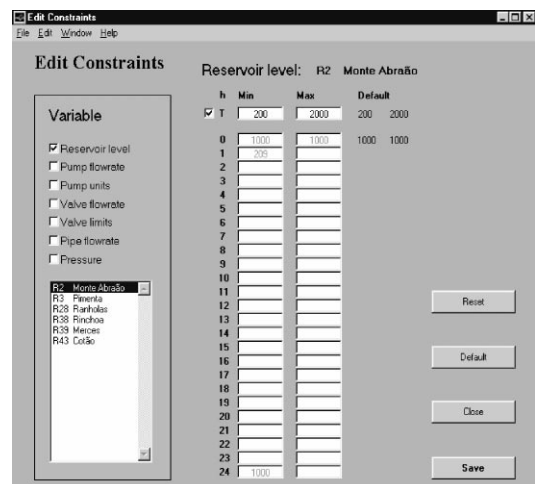 Edit Constraints
File Edit Window Help
Edit Constraints
Reservoir level: R2 Monte Abraão
h Min Max Default
T 200 2000 200 2000
Variable
Reservoir level
Pump flowrate
Pump units
Valve flowrate
Valve limits
Pipe flowrate
Pressure
R2 Monte Abraão
R3 Pimenta
R28 Ranholas
R38 Rinchoa
R39 Merces
R43 Cotão
0 1000 1000 1000 1000
1 209
2
3
4
5
6
7
8
9
10
11
12
13
14
15
16
17
18
19
20
21
22
23
24 1000
Reset
Default
Close
Save